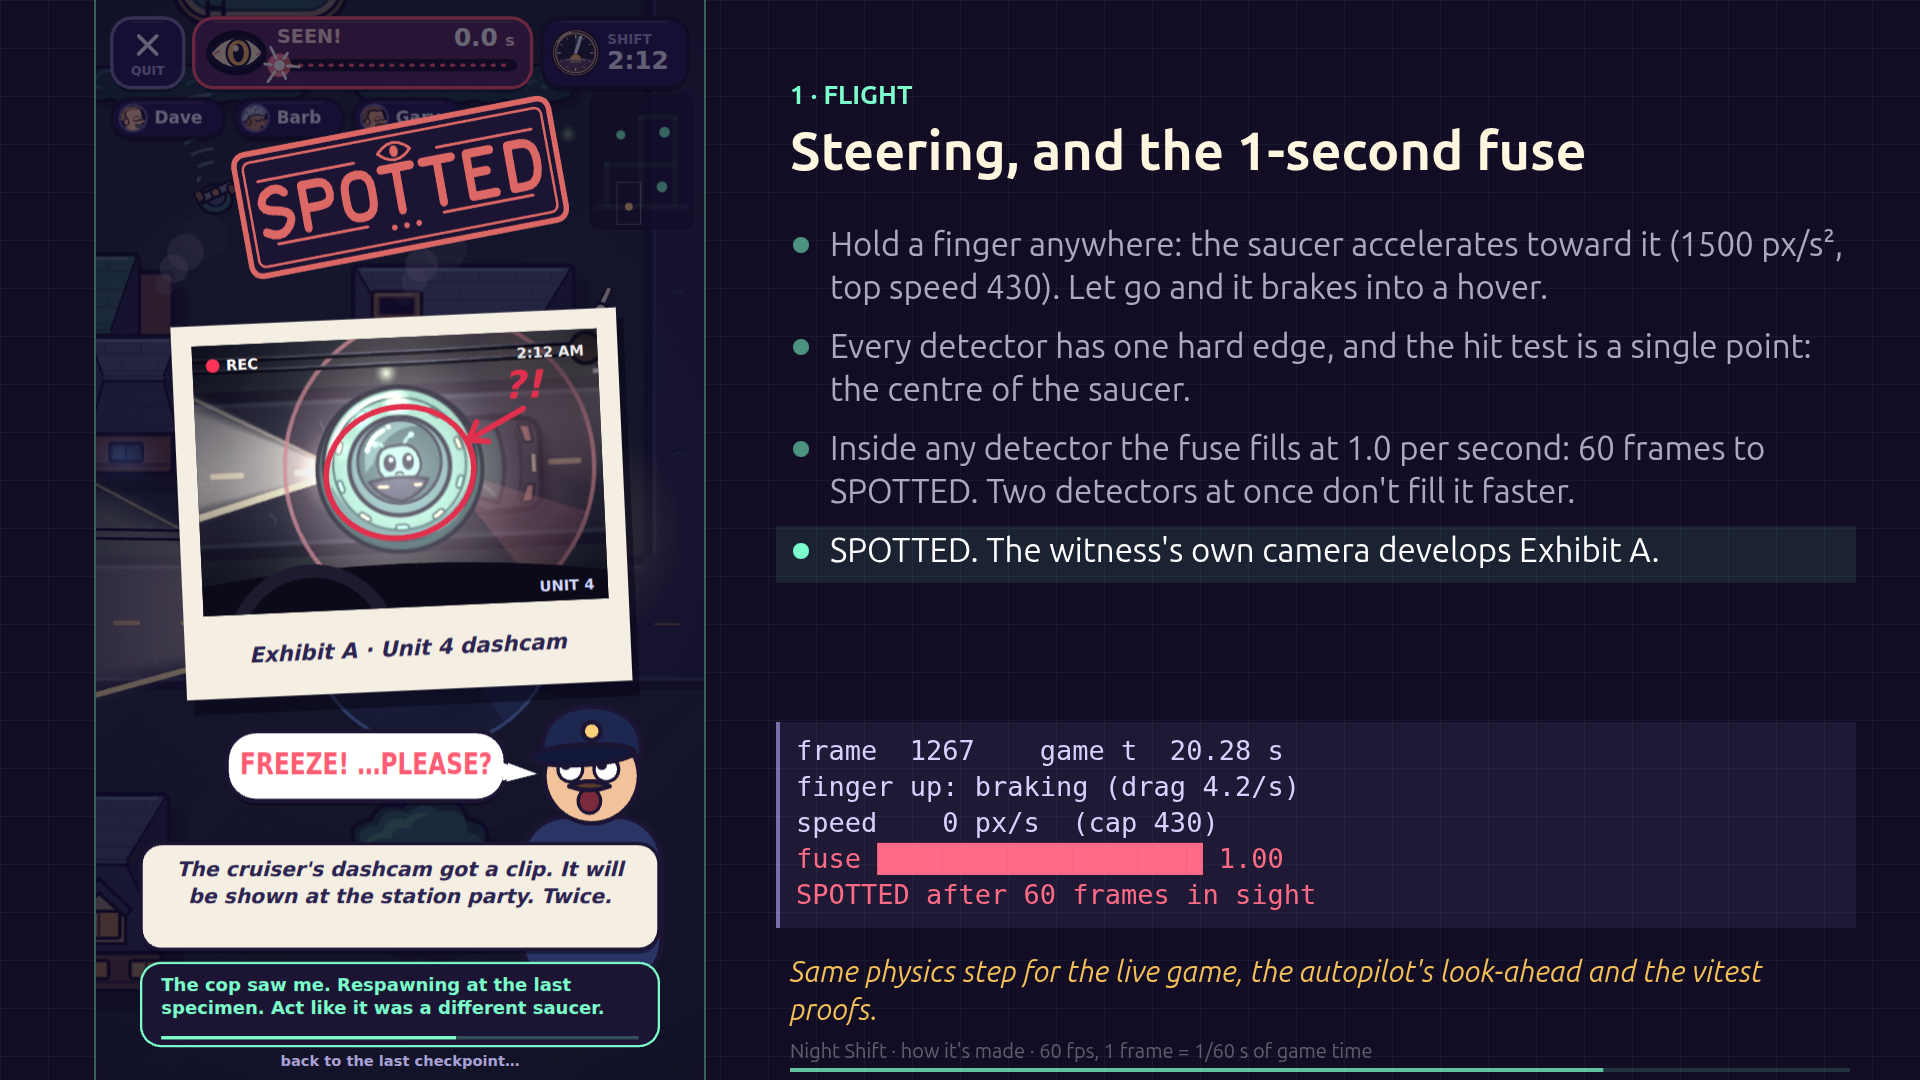 QUIT
SEEN!
0.0 s
SHIFT
2:12
Dave
Barb
SPOTTED
...
REC
2:12 AM
?!
UNIT 4
Exhibit A · Unit 4 dashcam
FREEZE! ...PLEASE?
The cruiser's dashcam got a clip. It will
be shown at the station party. Twice.
The cop saw me. Respawning at the last
specimen. Act like it was a different saucer.
back to the last checkpoint...
1 · FLIGHT
Steering, and the 1-second fuse
Hold a finger anywhere: the saucer accelerates toward it (1500 px/s²,
top speed 430). Let go and it brakes into a hover.
Every detector has one hard edge, and the hit test is a single point:
the centre of the saucer.
Inside any detector the fuse fills at 1.0 per second: 60 frames to
SPOTTED. Two detectors at once don't fill it faster.
SPOTTED. The witness's own camera develops Exhibit A.
frame 1267 game t 20.28 s
finger up: braking (drag 4.2/s)
speed 0 px/s (cap 430)
fuse 1.00
SPOTTED after 60 frames in sight
Same physics step for the live game, the autopilot's look-ahead and the vitest
proofs.
Night Shift · how it's made · 60 fps, 1 frame = 1/60 s of game time